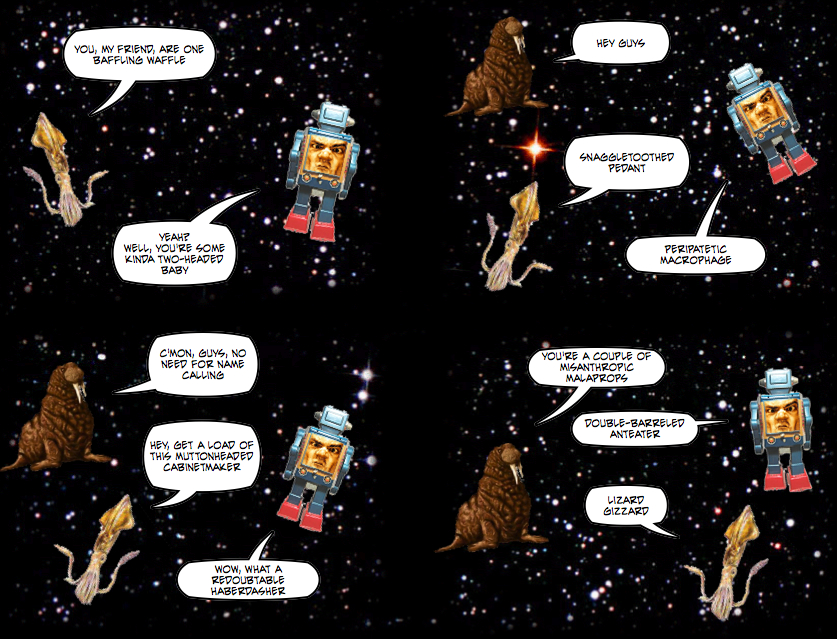 YOU, MY FRIEND, ARE ONE
BAFFLING WAFFLE
YEAH?
WELL, YOU'RE SOME
KINDA TWO-HEADED
BABY
HEY GUYS
SNAGGLETOOTHED
PEDANT
PERIPATETIC
MACROPHAGE
C'MON, GUYS, NO
NEED FOR NAME
CALLING
HEY, GET A LOAD OF
THIS MUTTONHEADED
CABINETMAKER
WOW, WHAT A
REDOUBTABLE
HABERDASHER
YOU'RE A COUPLE OF
MISANTHROPIC
MALAPROPS
DOUBLE-BARRELED
ANTEATER
LIZARD
GIZZARD